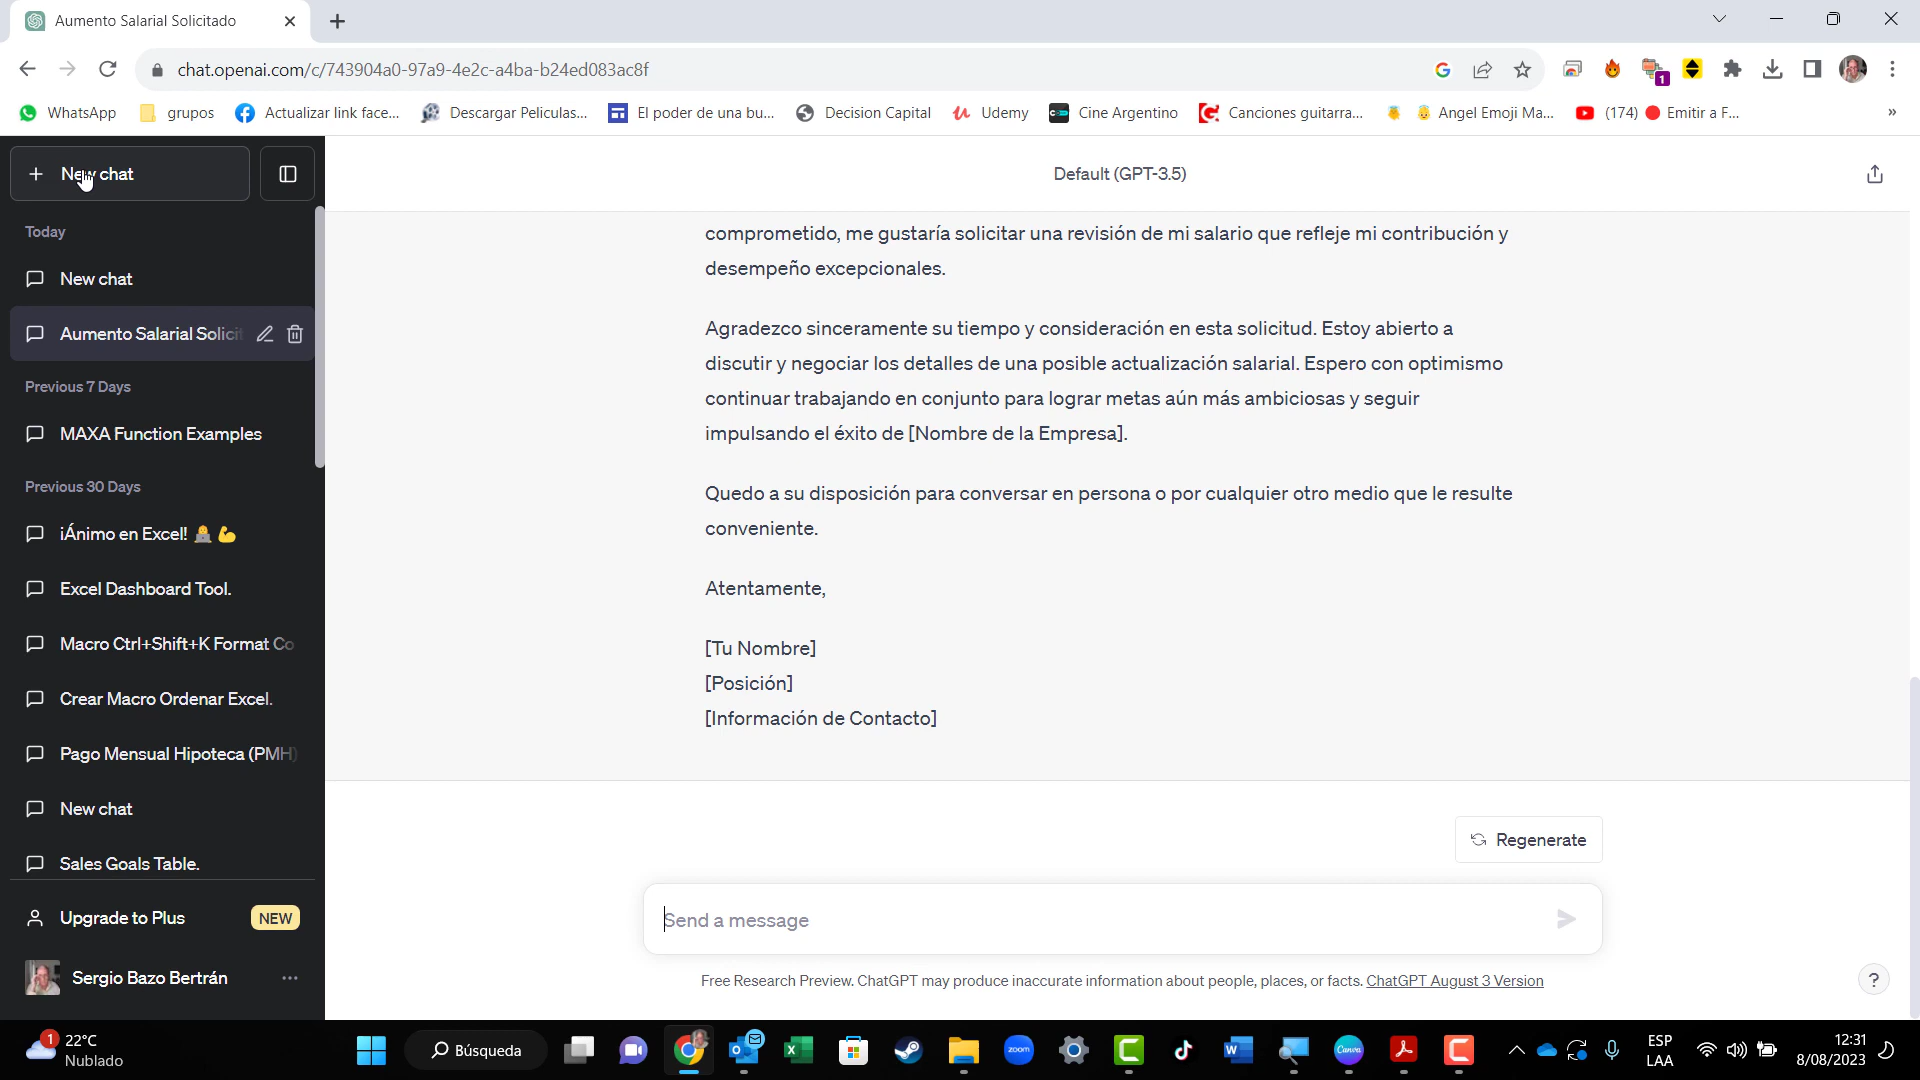 Aumento Salarial Solicitado
chat.openai.com/c/743904a0-97a9-4e2c-a4ba-b24ed083ac8f
1
WhatsApp
grupos
Actualizar link face...
Descargar Peliculas...
El poder de una bu...
Decision Capital
Udemy
Cine Argentino
Canciones guitarra...
Angel Emoji Ma...
(174)
Emitir a F...
»
New chat
Default (GPT-3.5)
Today
New chat
Aumento Salarial Solicit
Previous 7 Days
MAXA Function Examples
Previous 30 Days
¡Ánimo en Excel!
Excel Dashboard Tool.
Macro Ctrl+Shift+K Format Co
Crear Macro Ordenar Excel.
Pago Mensual Hipoteca (PMH)
New chat
Sales Goals Table.
Upgrade to Plus
NEW
Sergio Bazo Bertrán
comprometido, me gustaría solicitar una revisión de mi salario que refleje mi contribución y
desempeño excepcionales.
Agradezco sinceramente su tiempo y consideración en esta solicitud. Estoy abierto a
discutir y negociar los detalles de una posible actualización salarial. Espero con optimismo
continuar trabajando en conjunto para lograr metas aún más ambiciosas y seguir
impulsando el éxito de [Nombre de la Empresa].
Quedo a su disposición para conversar en persona o por cualquier otro medio que le resulte
conveniente.
Atentamente,
[Tu Nombre]
[Posición]
[Información de Contacto]
Regenerate
Send a message
Free Research Preview. ChatGPT may produce inaccurate information about people, places, or facts. ChatGPT August 3 Version
?
1
22°C
Nublado
Búsqueda
zoom
Canva
ESP
LAA
12:31
8/08/2023